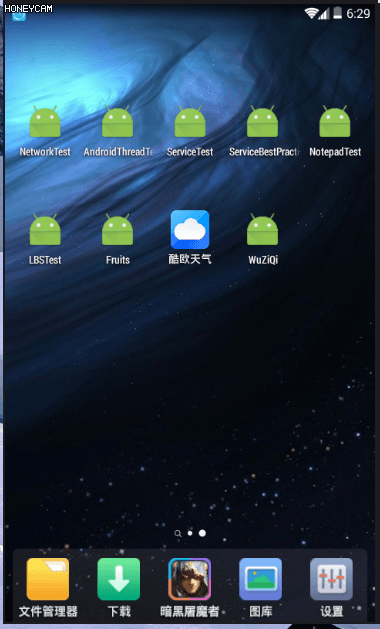 HONEYCAM
6:29
NetworkTest
AndroidThreadTe
ServiceTest
ServiceBestPracti
NotepadTest
LBSTest
Fruits
酷欧天气
WuZiQi
文件管理器
下载
暗黑屠魔者
图库
设置